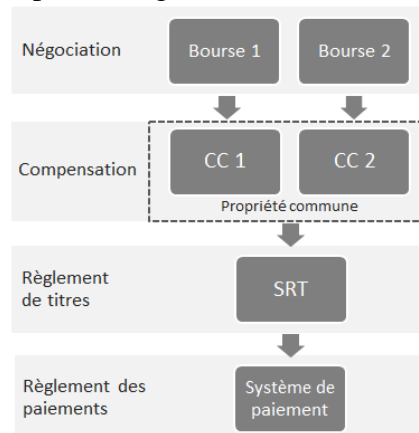 Négociation
Bourse 1
Bourse 2
Compensation
CC 1
CC 2
Propriété commune
Règlement
de titres
SRT
Règlement des
paiements
Système de
paiement